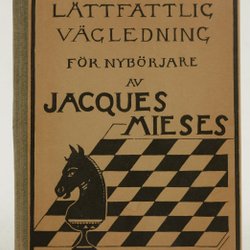 LÄTTFATTLIG
VÄGLEDNING
FÖR NYBÖRJARE
AV
JACQUES
MIESES